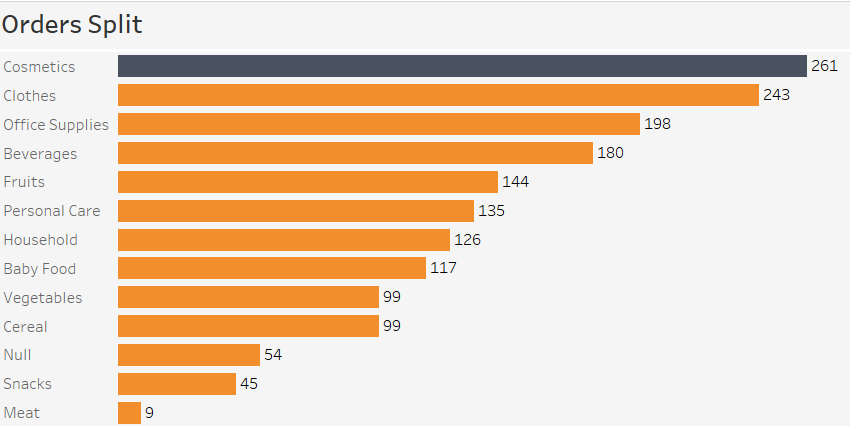 Orders Split
Cosmetics 261
Clothes 243
Office Supplies 198
Beverages 180
Fruits 144
Personal Care 135
Household 126
Baby Food 117
Vegetables 99
Cereal 99
Null 54
Snacks 45
Meat 9